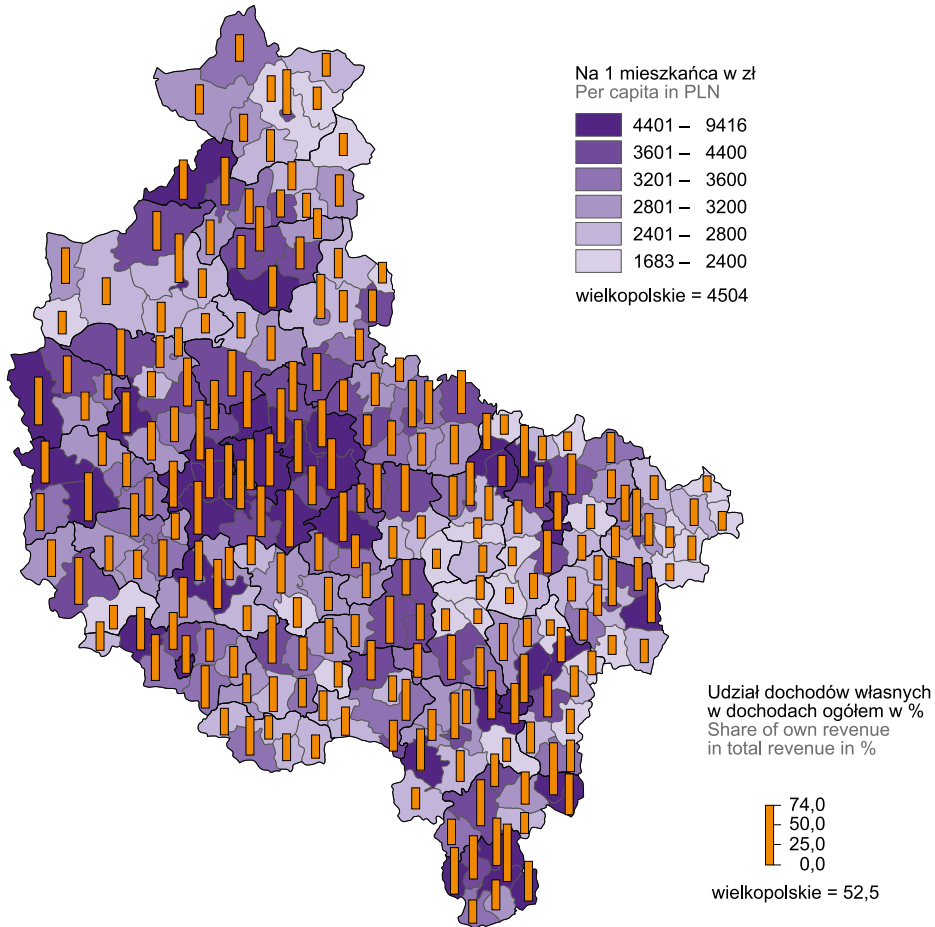 Na 1 mieszkańca w zł
Per capita in PLN
4401 – 9416
3601 – 4400
3201 – 3600
2801 – 3200
2401 – 2800
1683 – 2400
wielkopolskie = 4504
Udział dochodów własnych
w dochodach ogółem w %
Share of own revenue
in total revenue in %
74,0
50,0
25,0
0,0
wielkopolskie = 52,5